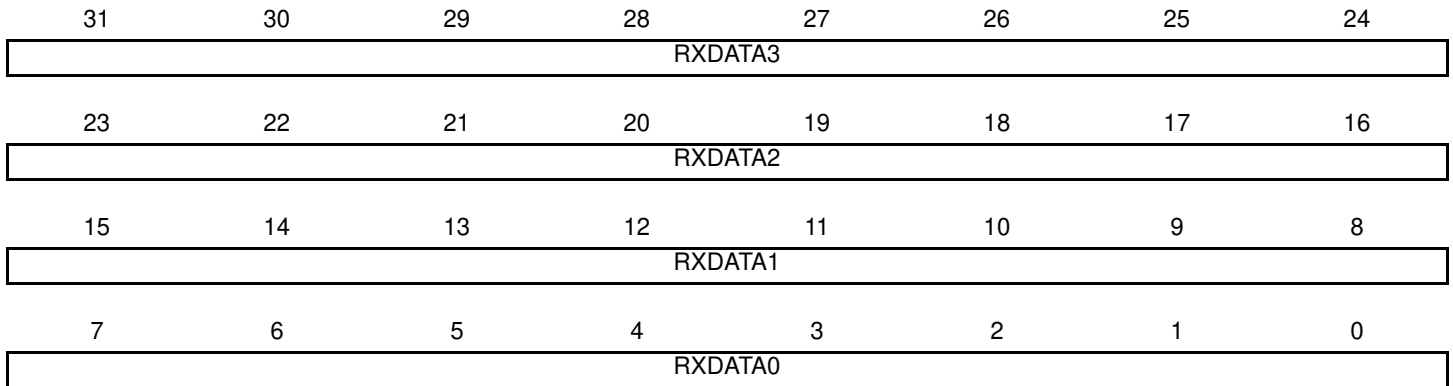 31 30 29 28 27 26 25 24
RXDATA3
23 22 21 20 19 18 17 16
RXDATA2
15 14 13 12 11 10 9 8
RXDATA1
7 6 5 4 3 2 1 0
RXDATA0